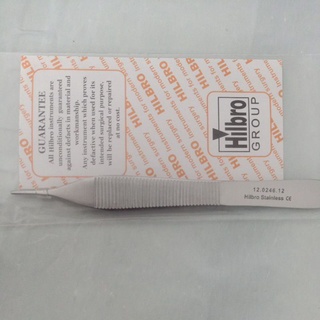 GUARANTEE
All Hilbro instruments are
unconditionally guaranteed
against defects in material and
workmanship.
Any instrument which proves
defective when used for its
intended surgical purpose,
will be repaired or replaced
at no cost.
Hilbro
GROUP
HILBRO
12.0246.12
Hilbro Stainless CE